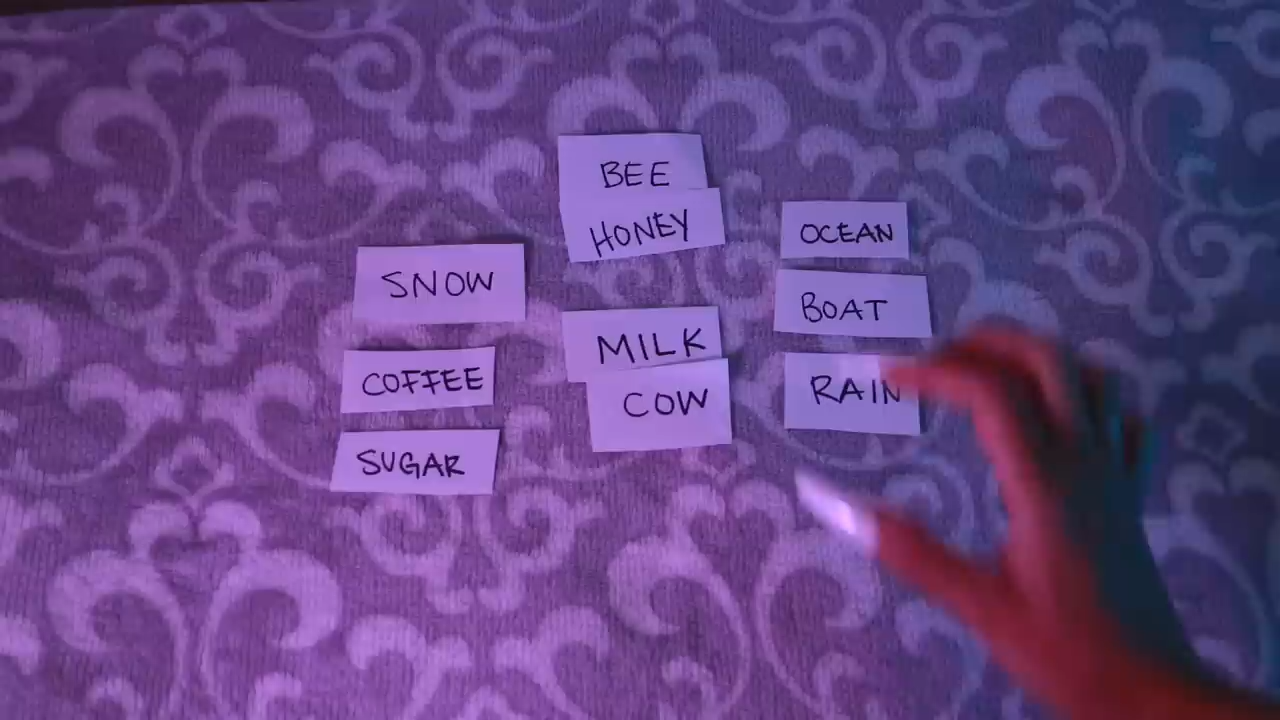 SNOW
COFFEE
SUGAR
BEE
HONEY
MILK
COW
OCEAN
BOAT
RAIN